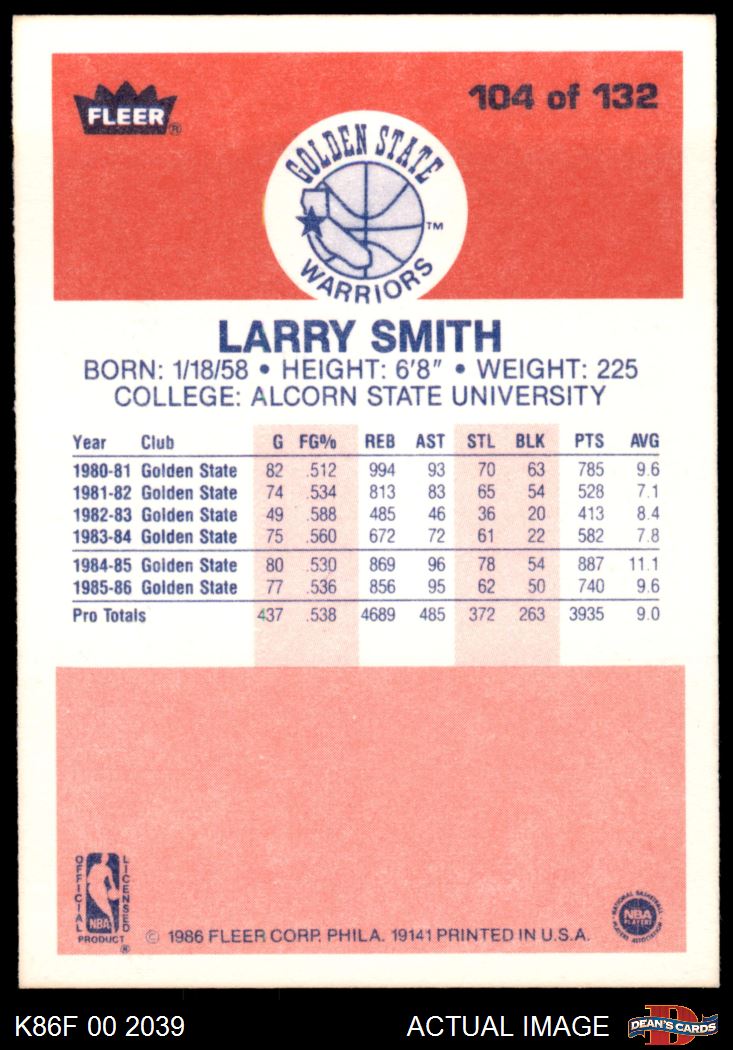 FLEER®
104 of 132
GOLDEN STATE
WARRIORS
TM
LARRY SMITH
BORN: 1/18/58 • HEIGHT: 6'8" • WEIGHT: 225
COLLEGE: ALCORN STATE UNIVERSITY
Year Club G FG% REB AST STL BLK PTS AVG
1980-81 Golden State 82 .512 994 93 70 63 785 9.6
1981-82 Golden State 74 .534 813 83 65 54 528 7.1
1982-83 Golden State 49 .588 485 46 36 20 413 8.4
1983-84 Golden State 75 .560 672 72 61 22 582 7.8
1984-85 Golden State 80 .530 869 96 78 54 887 11.1
1985-86 Golden State 77 .536 856 95 62 50 740 9.6
Pro Totals 437 .538 4689 485 372 263 3935 9.0
OFFICIAL
LICENSED
NBA
PRODUCT ®
© 1986 FLEER CORP. PHILA. 19141 PRINTED IN U.S.A.
NATIONAL BASKETBALL
NBA
PLAYERS
PLAYERS ASSOCIATION
K86F 00 2039
ACTUAL IMAGE
D
DEAN'S CARDS